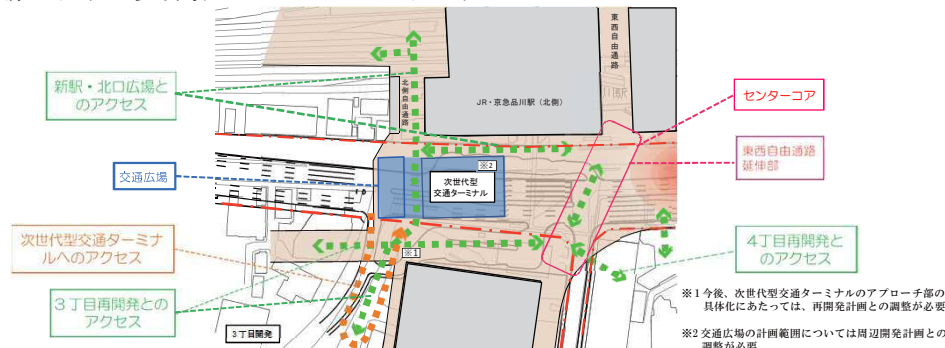 新駅・北口広場と
のアクセス
交通広場
次世代型交通ターミナ
ルへのアクセス
3丁目再開発との
アクセス
3丁目開発
北側自由通路
JR・京急品川駅（北側）
東西自由通路
※2
次世代型
交通ターミナル
※1
センターコア
東西自由通路
延伸部
4丁目再開発と
のアクセス
※1 今後、次世代型交通ターミナルのアプローチ部の
具体化にあたっては、再開発計画との調整が必要
※2 交通広場の計画範囲については周辺開発計画との
調整が必要